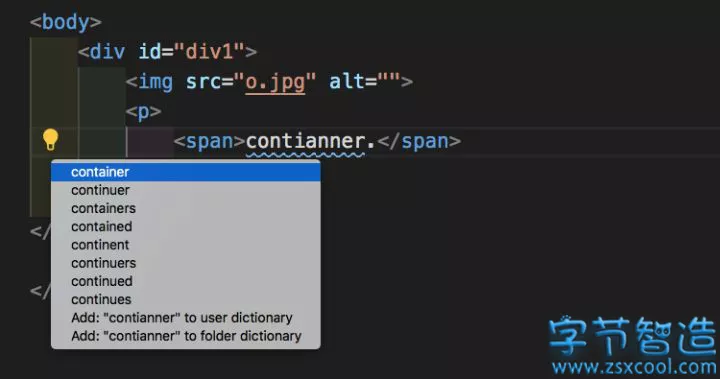 <body>
<div id="div1">
<img src="o.jpg" alt="">
<p>
<span>contianner.</span>
container
continuer
containers
contained
continent
continuers
continued
continues
Add: "contianner" to user dictionary
Add: "contianner" to folder dictionary
</
</
字节智造
www.zsxcool.com